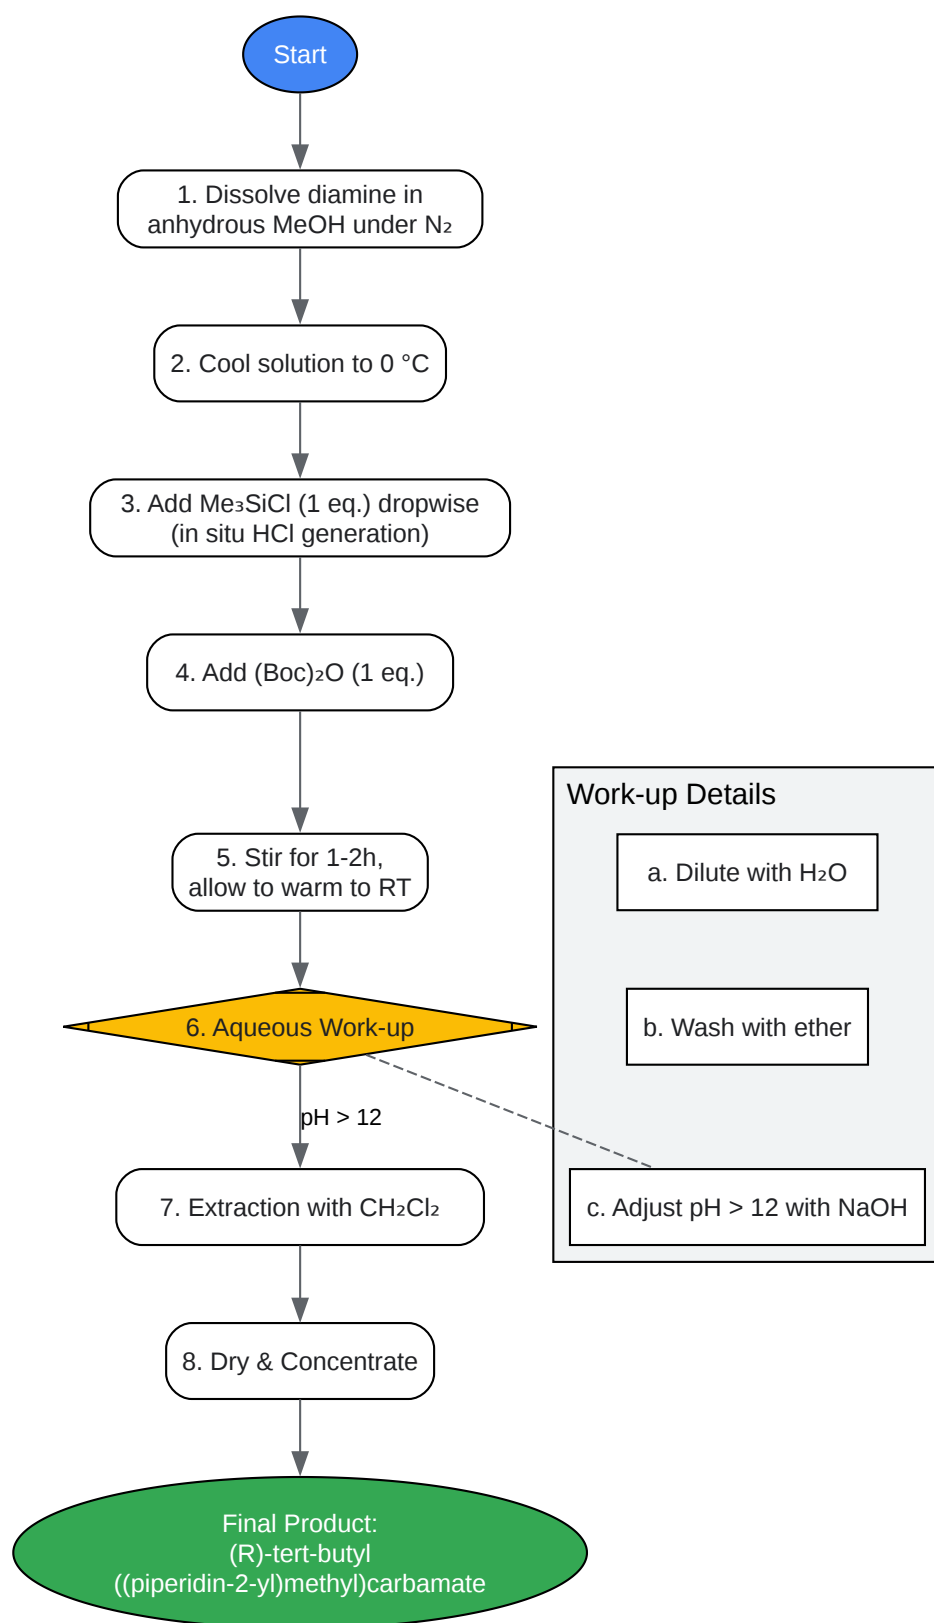 Start
1. Dissolve diamine in
anhydrous MeOH under N₂
2. Cool solution to 0 °C
3. Add Me₃SiCl (1 eq.) dropwise
(in situ HCl generation)
4. Add (Boc)₂O (1 eq.)
Work-up Details
5. Stir for 1-2h,
allow to warm to RT
a. Dilute with H₂O
6. Aqueous Work-up
b. Wash with ether
pH > 12
7. Extraction with CH₂Cl₂
c. Adjust pH > 12 with NaOH
8. Dry & Concentrate
Final Product:
(R)-tert-butyl
((piperidin-2-yl)methyl)carbamate